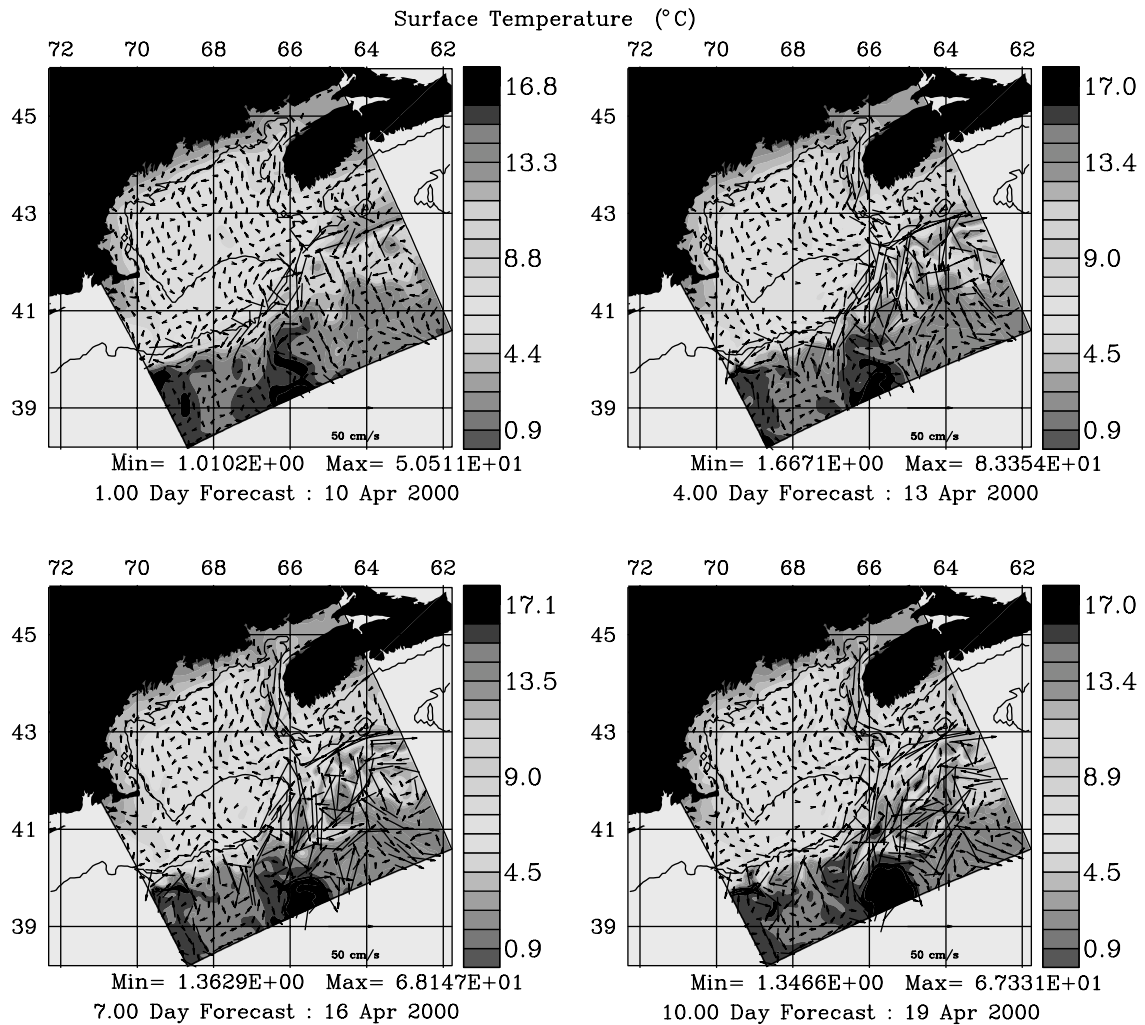 Surface Temperature (°C)
72 70 68 66 64 62
72 70 68 66 64 62
16.8
17.0
45
45
13.3
13.4
43
43
8.8
9.0
41
41
4.4
4.5
39
39
0.9
0.9
50 cm/s
50 cm/s
Min= 1.0102E+00 Max= 5.0511E+01
Min= 1.6671E+00 Max= 8.3354E+01
1.00 Day Forecast : 10 Apr 2000
4.00 Day Forecast : 13 Apr 2000
72 70 68 66 64 62
72 70 68 66 64 62
17.1
17.0
45
45
13.5
13.4
43
43
9.0
8.9
41
41
4.5
4.5
39
39
0.9
0.9
50 cm/s
50 cm/s
Min= 1.3629E+00 Max= 6.8147E+01
Min= 1.3466E+00 Max= 6.7331E+01
7.00 Day Forecast : 16 Apr 2000
10.00 Day Forecast : 19 Apr 2000